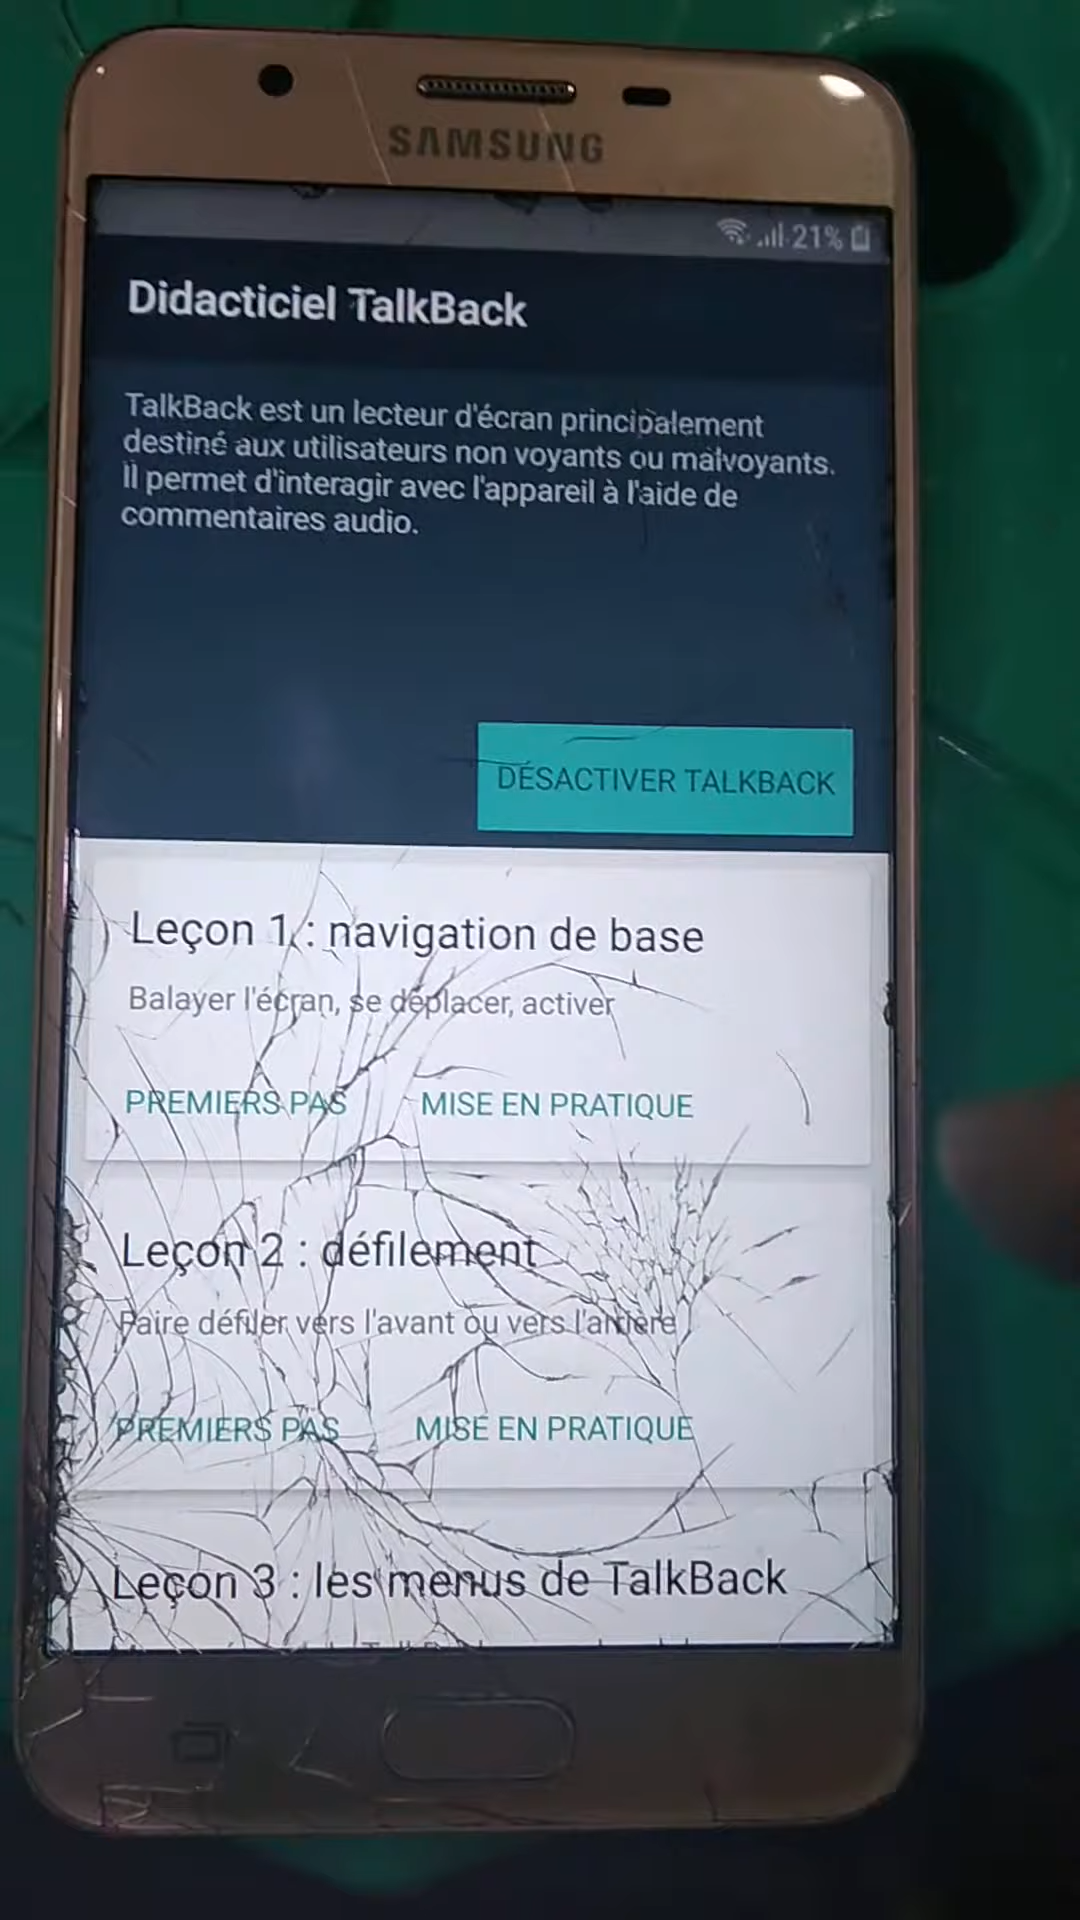 SAMSUNG
21%
Didacticiel TalkBack
TalkBack est un lecteur d'écran principalement
destiné aux utilisateurs non voyants ou malvoyants.
Il permet d'interagir avec l'appareil à l'aide de
commentaires audio.
DÉSACTIVER TALKBACK
Leçon 1 : navigation de base
Balayer l'écran, se déplacer, activer
PREMIERS PAS MISE EN PRATIQUE
Leçon 2 : défilement
Faire défiler vers l'avant ou vers l'arrière
PREMIERS PAS MISE EN PRATIQUE
Leçon 3 : les menus de TalkBack